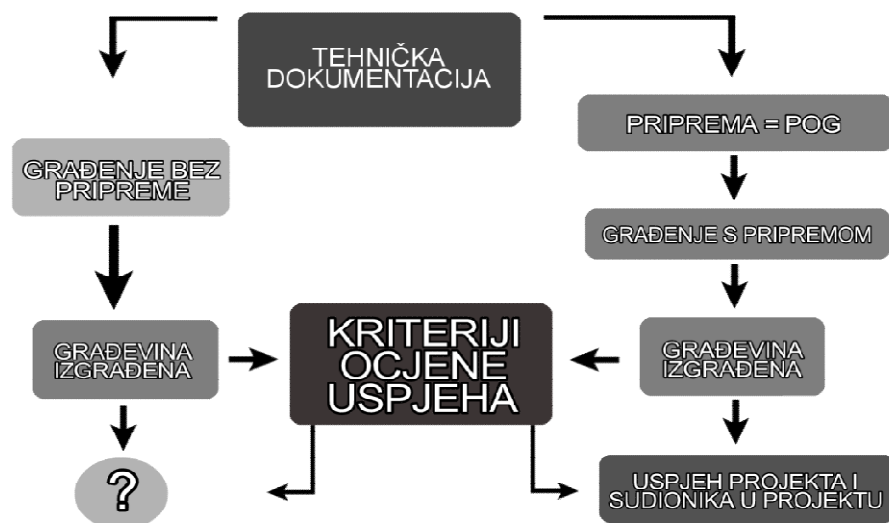 TEHNIČKA
DOKUMENTACIJA
PRIPREMA = POG
GRAĐENJE BEZ
PRIPREME
GRAĐENJE S PRIPREMOM
GRAĐEVINA
IZGRAĐENA
KRITERIJI
OCJENE
USPJEHA
GRAĐEVINA
IZGRAĐENA
?
USPJEH PROJEKTA I
SUDIONIKA U PROJEKTU